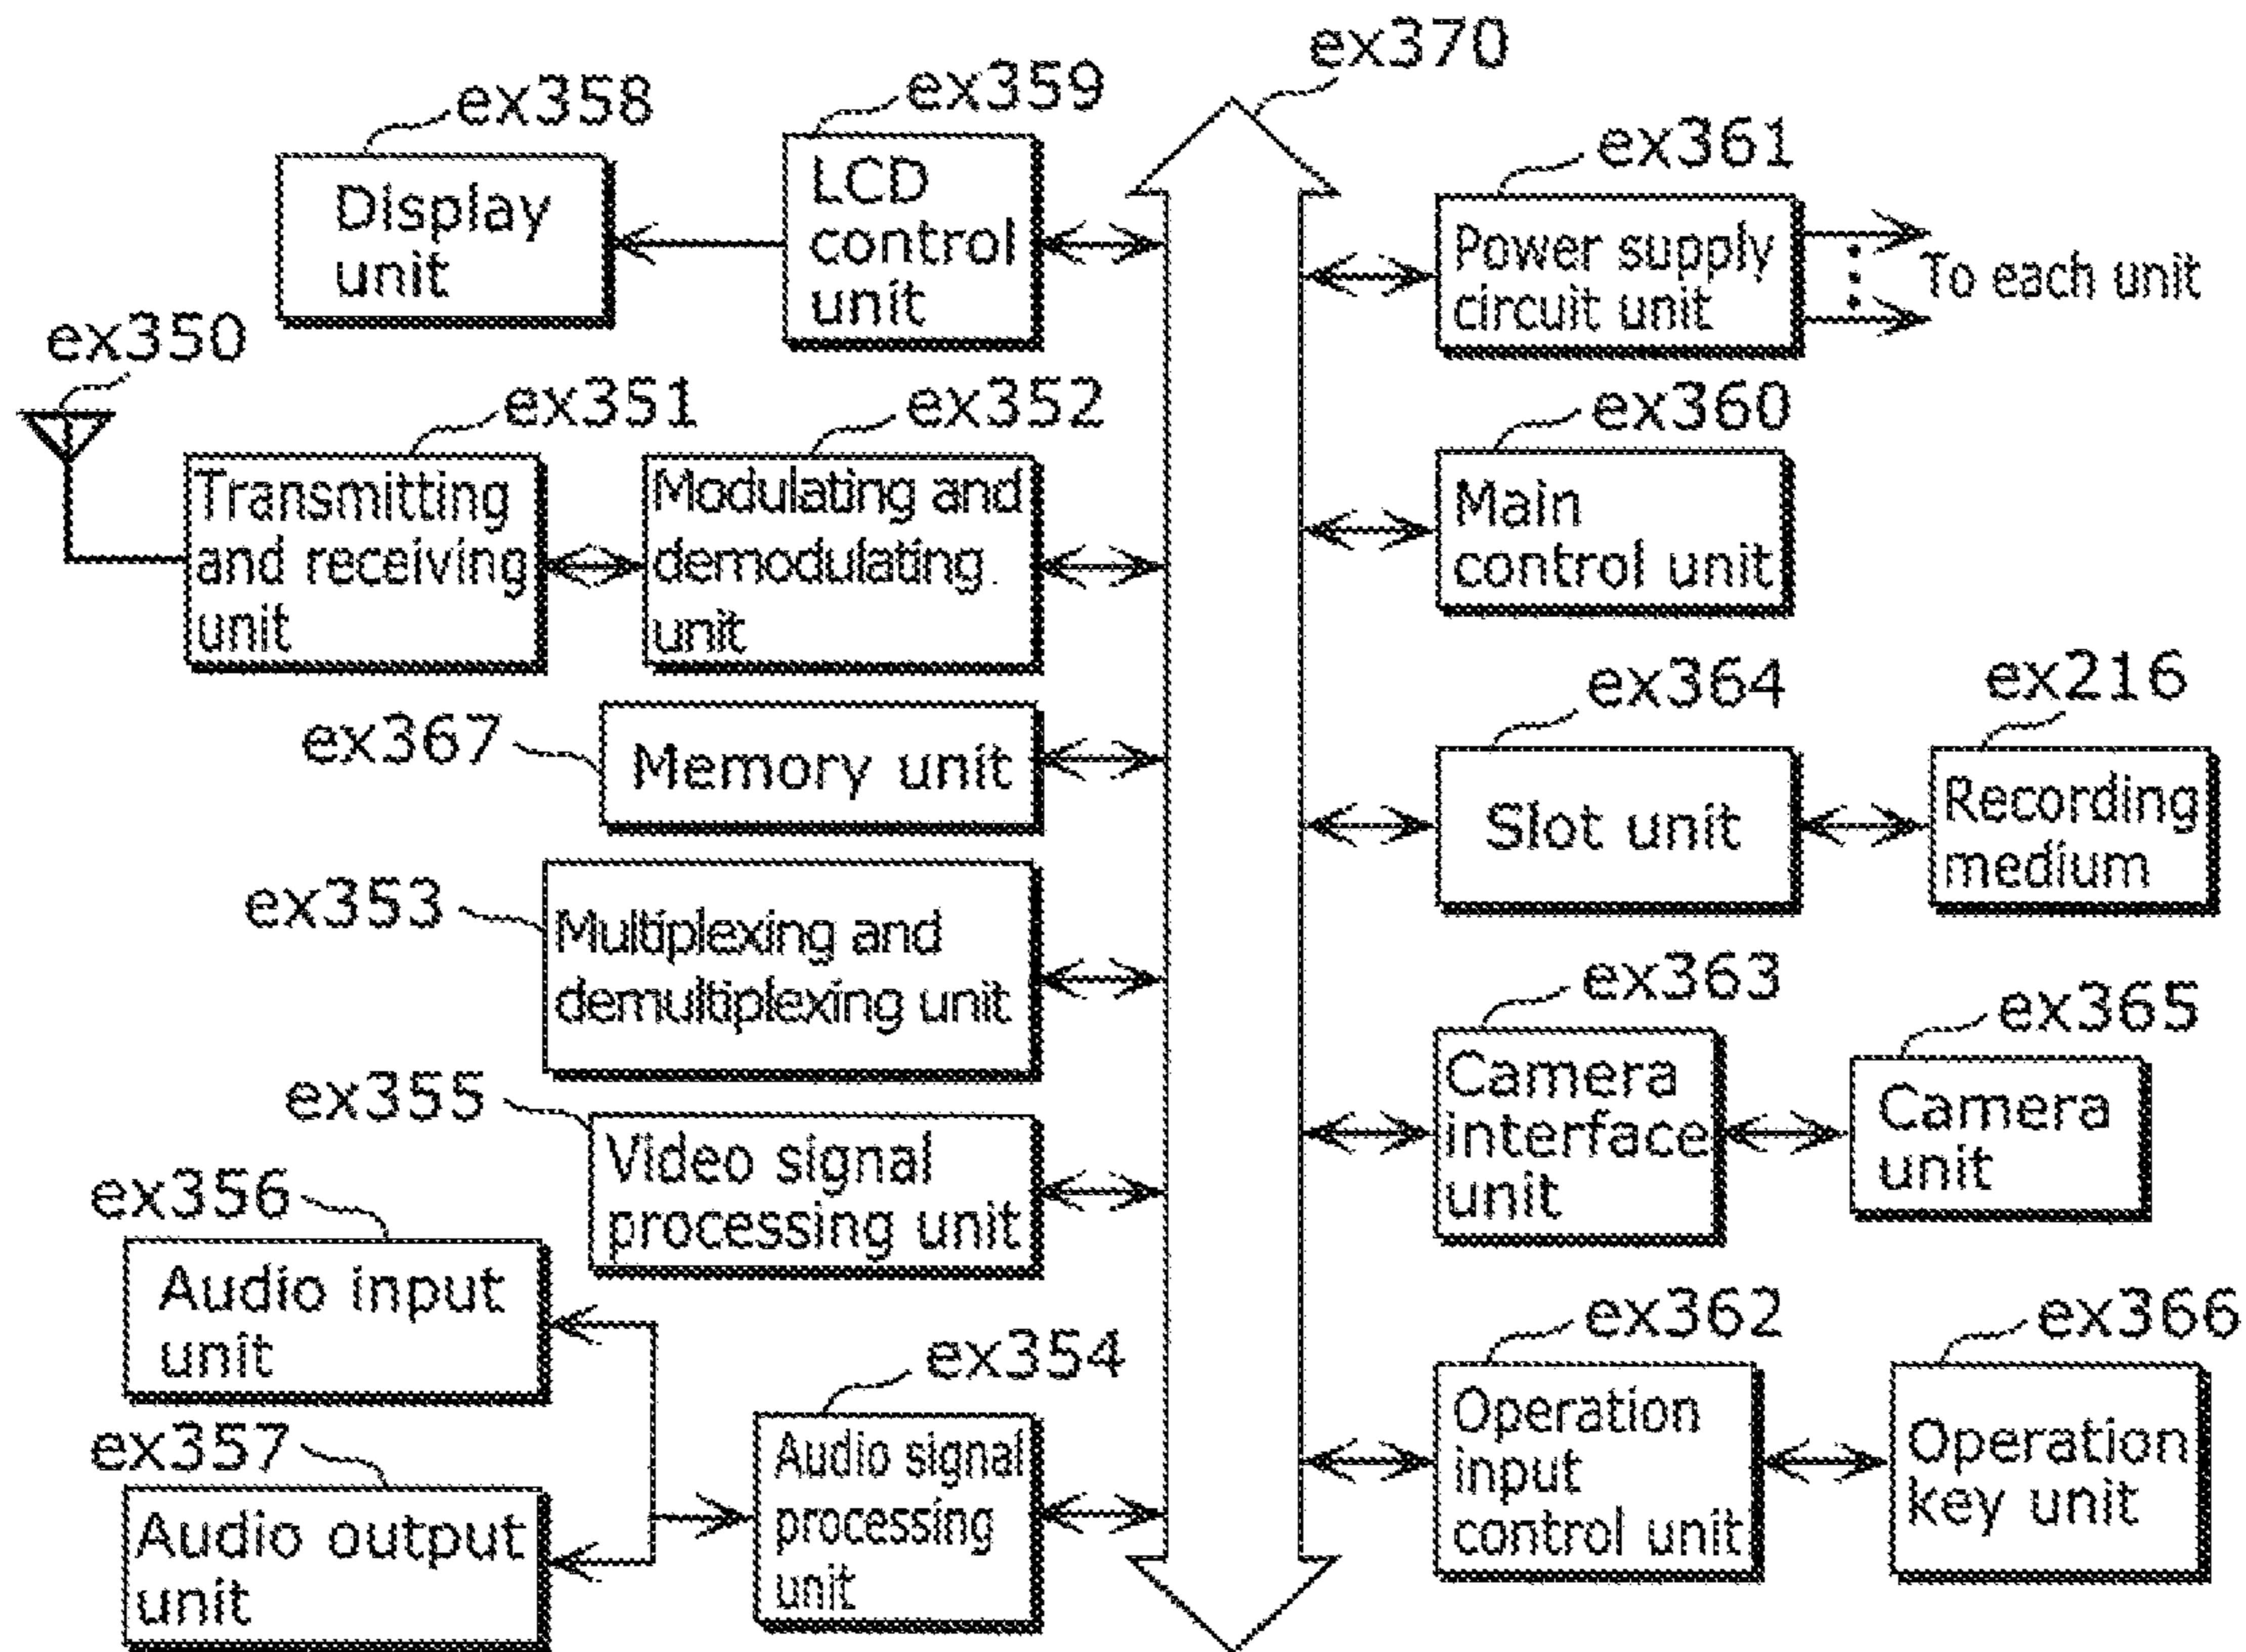 ex370
ex358
ex359
ex361
Display
unit
LCD
control
unit
Power supply
circuit unit
To each unit
ex350
ex351
ex352
ex360
Transmitting
and receiving
unit
Modulating and
demodulating
unit
Main
control unit
ex367
Memory unit
ex364
ex216
Slot unit
Recording
medium
ex353
Multiplexing and
demultiplexing unit
ex363
ex365
Camera
interface
unit
Camera
unit
ex355
Video signal
processing unit
ex356
Audio input
unit
ex354
ex362
ex366
ex357
Audio output
unit
Audio signal
processing
unit
Operation
input
control unit
Operation
key unit